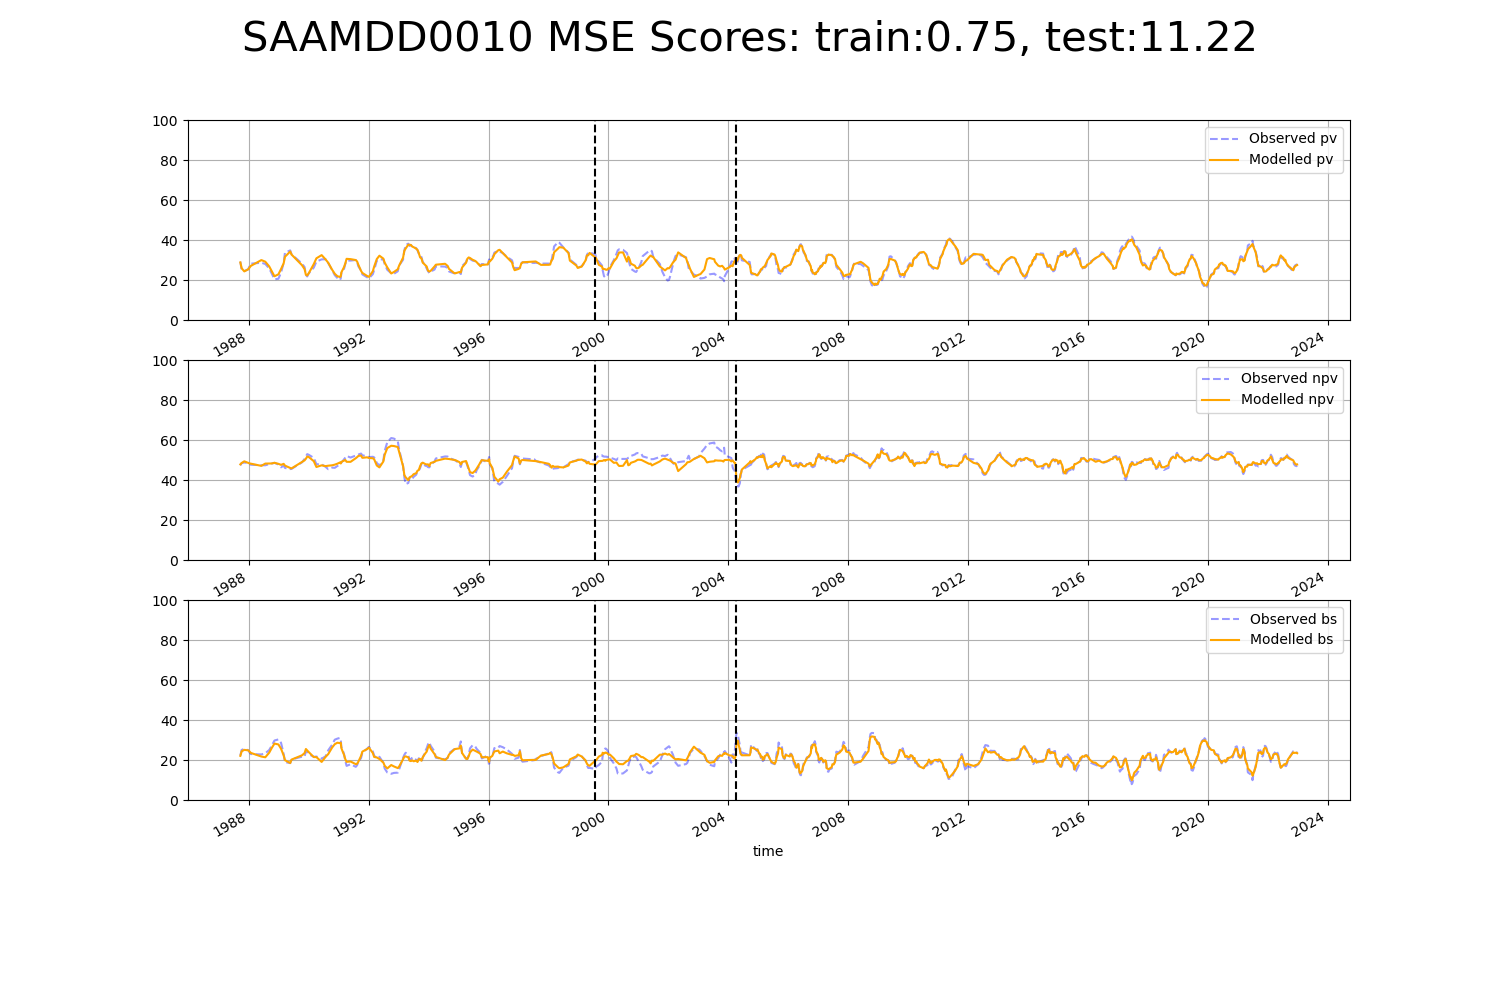 SAAMDD0010 MSE Scores: train:0.75, test:11.22
100
80
60
40
20
0
Observed pv
Modelled pv
1988 1992 1996 2000 2004 2008 2012 2016 2020 2024
100
80
60
40
20
0
Observed npv
Modelled npv
1988 1992 1996 2000 2004 2008 2012 2016 2020 2024
100
80
60
40
20
0
Observed bs
Modelled bs
1988 1992 1996 2000 2004 2008 2012 2016 2020 2024
time